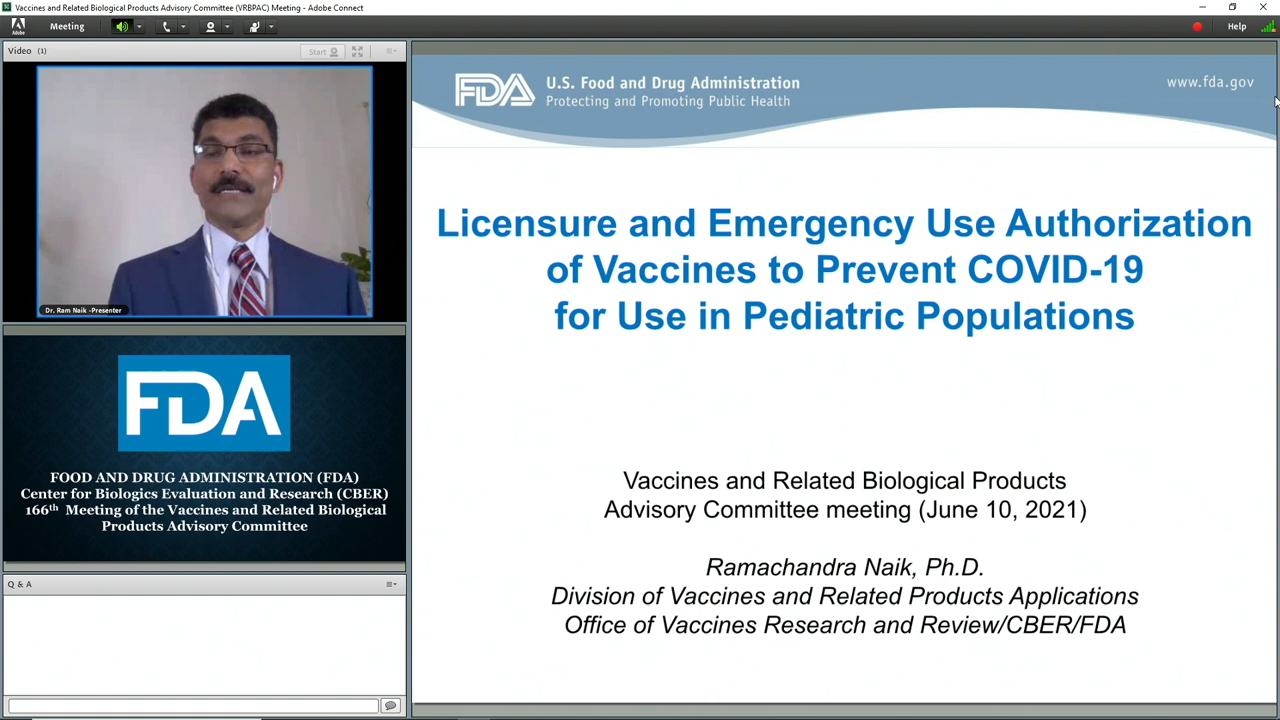 Vaccines and Related Biological Products Advisory Committee (VRBPAC) Meeting - Adobe Connect
Adobe
Meeting
Help
Video (1)
Start
Dr. Ram Naik -Presenter
FDA
FOOD AND DRUG ADMINISTRATION (FDA)
Center for Biologics Evaluation and Research (CBER)
166th Meeting of the Vaccines and Related Biological
Products Advisory Committee
Q & A
FDA
U.S. Food and Drug Administration
Protecting and Promoting Public Health
www.fda.gov
Licensure and Emergency Use Authorization
of Vaccines to Prevent COVID-19
for Use in Pediatric Populations
Vaccines and Related Biological Products
Advisory Committee meeting (June 10, 2021)
Ramachandra Naik, Ph.D.
Division of Vaccines and Related Products Applications
Office of Vaccines Research and Review/CBER/FDA